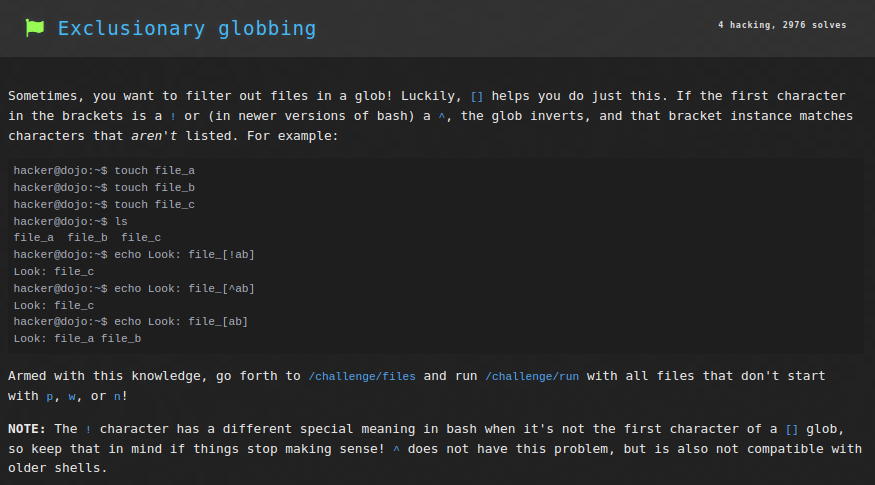 Exclusionary globbing
4 hacking, 2976 solves
Sometimes, you want to filter out files in a glob! Luckily, [] helps you do just this. If the first character
in the brackets is a ! or (in newer versions of bash) a ^, the glob inverts, and that bracket instance matches
characters that aren't listed. For example:
hacker@dojo:~$ touch file_a
hacker@dojo:~$ touch file_b
hacker@dojo:~$ touch file_c
hacker@dojo:~$ ls
file_a  file_b  file_c
hacker@dojo:~$ echo Look: file_[!ab]
Look: file_c
hacker@dojo:~$ echo Look: file_[^ab]
Look: file_c
hacker@dojo:~$ echo Look: file_[ab]
Look: file_a file_b
Armed with this knowledge, go forth to /challenge/files and run /challenge/run with all files that don't start
with p, w, or n!
NOTE: The ! character has a different special meaning in bash when it's not the first character of a [] glob,
so keep that in mind if things stop making sense! ^ does not have this problem, but is also not compatible with
older shells.